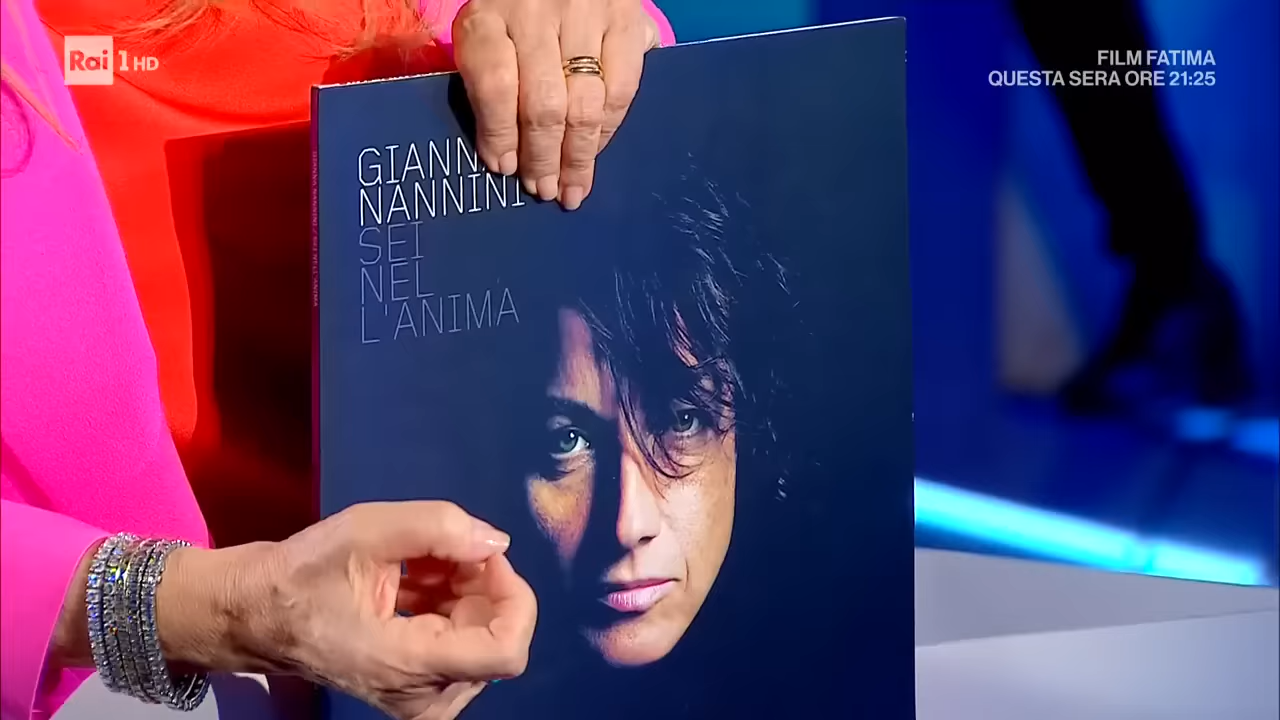 Rai 1 HD
FILM FATIMA
QUESTA SERA ORE 21:25
GIANNA
NANNINI
SEI
NEL
L'ANIMA